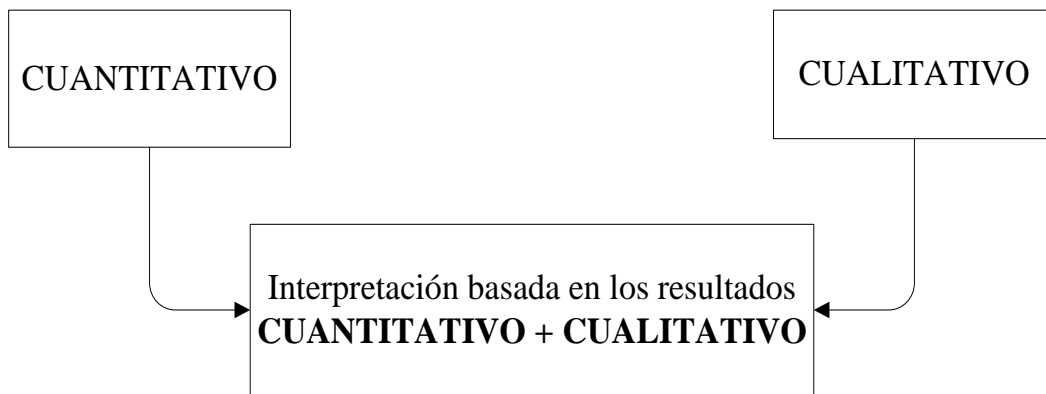 CUANTITATIVO
CUALITATIVO
Interpretación basada en los resultados
CUANTITATIVO + CUALITATIVO